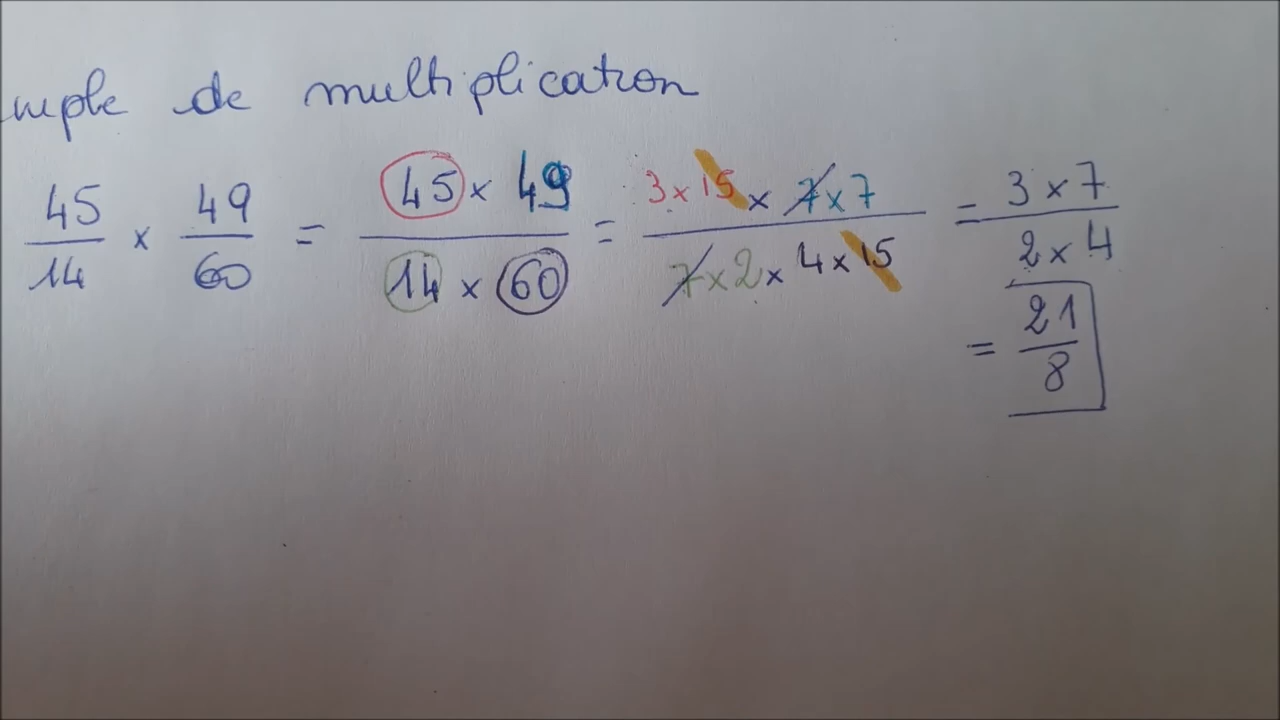 mple de multiplication
45/14 × 49/60 = (45 × 49)/(14 × 60) = (3 × 15 × 7 × 7)/(7 × 2 × 4 × 15) = (3 × 7)/(2 × 4)
= 21/8